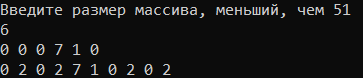 Введите размер массива, меньший, чем 51
6
0 0 0 7 1 0
0 2 0 2 7 1 0 2 0 2